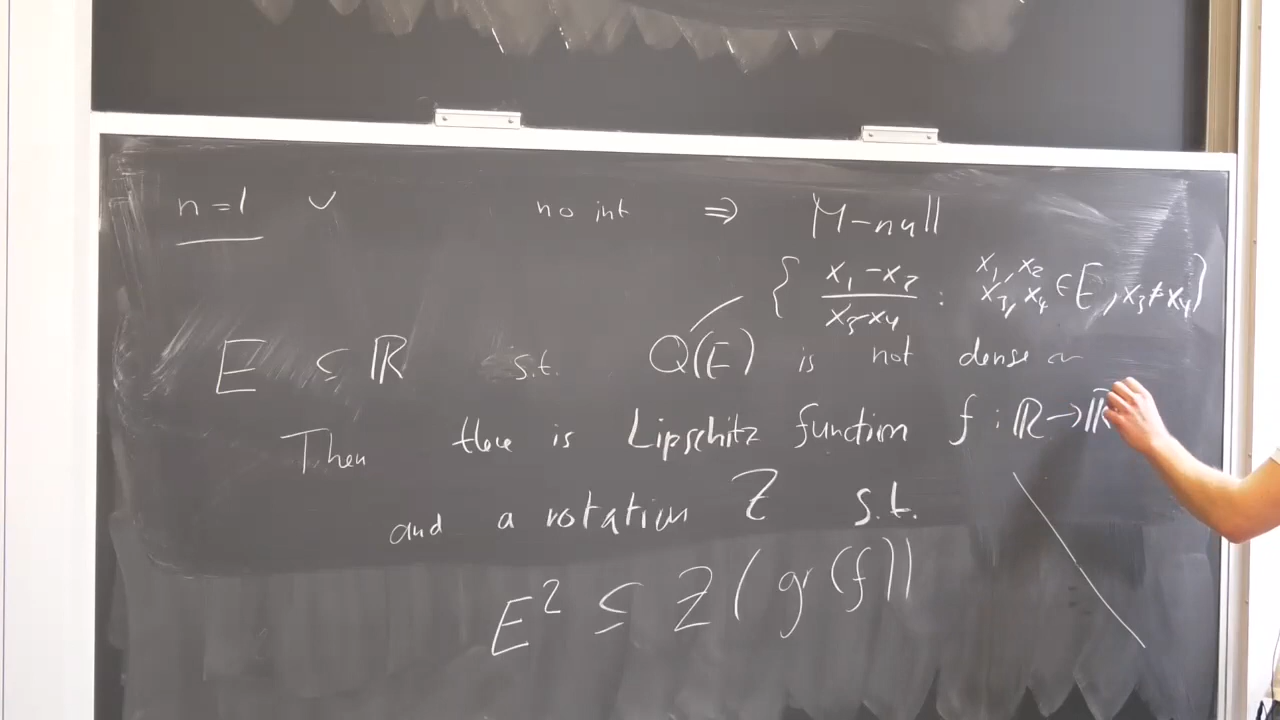 n=1 ✓ no int ⇒ M-null
{ x₁-x₂ / x₃-x₄ : x₁, x₂ x₃, x₄ ∈ E, x₃≠x₄ }
E ⊆ ℝ s.t. Q(E) is not dense
Then there is Lipschitz function f : ℝ→ℝ
and a rotation Z s.t.
E² ⊆ Z(gr(f))